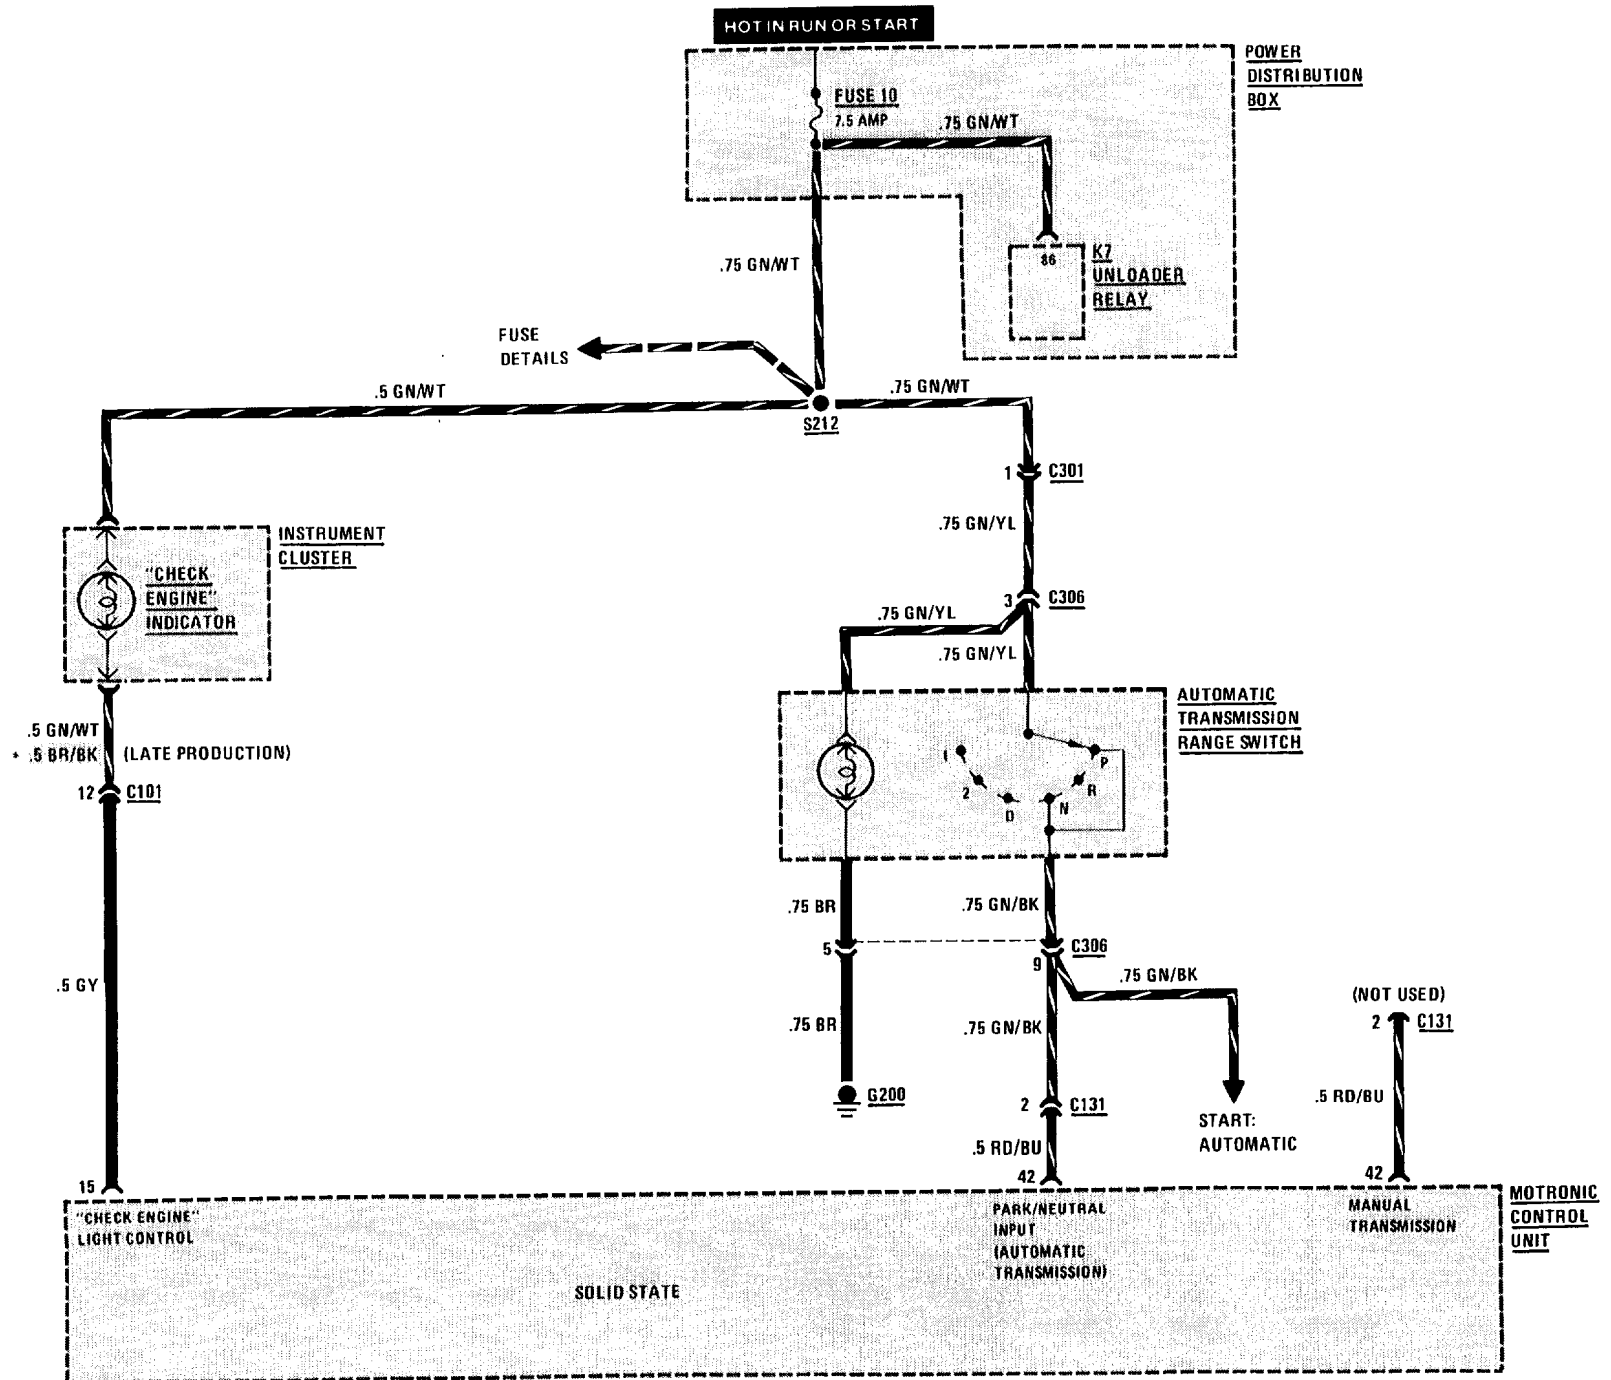 HOT IN RUN OR START
POWER
DISTRIBUTION
BOX
FUSE 10
7.5 AMP
.75 GN/WT
86
K7
UNLOADER
RELAY
.75 GN/WT
FUSE
DETAILS
.5 GN/WT
.75 GN/WT
S212
1 C301
.75 GN/YL
INSTRUMENT
CLUSTER
"CHECK
ENGINE"
INDICATOR
3 C306
.75 GN/YL
.75 GN/YL
AUTOMATIC
TRANSMISSION
RANGE SWITCH
.5 GN/WT
* .5 BR/BK (LATE PRODUCTION)
12 C101
1
2
D
N
R
P
.75 BR
.75 GN/BK
5
C306
9
.75 GN/BK
.5 GY
.75 BR
.75 GN/BK
(NOT USED)
2 C131
G200
2 C131
.5 RD/BU
START:
AUTOMATIC
.5 RD/BU
15
42
42
MOTRONIC
CONTROL
UNIT
"CHECK ENGINE"
LIGHT CONTROL
PARK/NEUTRAL
INPUT
(AUTOMATIC
TRANSMISSION)
MANUAL
TRANSMISSION
SOLID STATE